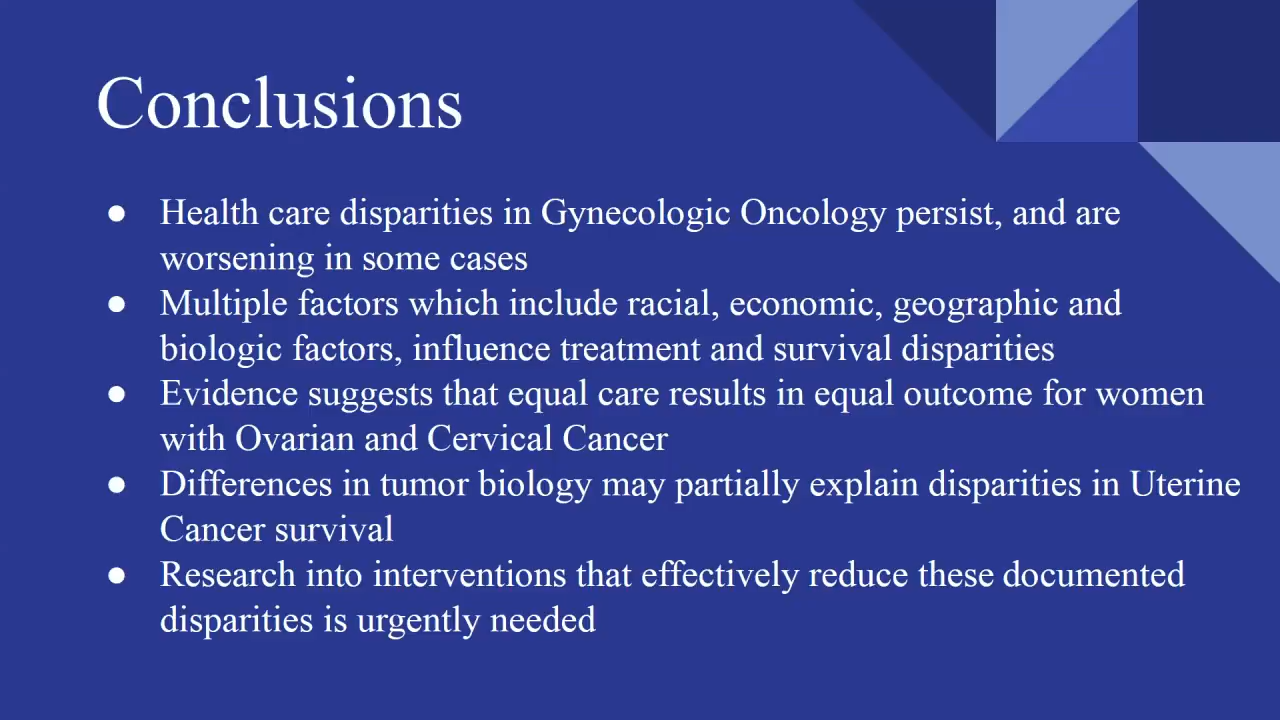 Conclusions
● Health care disparities in Gynecologic Oncology persist, and are
worsening in some cases
● Multiple factors which include racial, economic, geographic and
biologic factors, influence treatment and survival disparities
● Evidence suggests that equal care results in equal outcome for women
with Ovarian and Cervical Cancer
● Differences in tumor biology may partially explain disparities in Uterine
Cancer survival
● Research into interventions that effectively reduce these documented
disparities is urgently needed